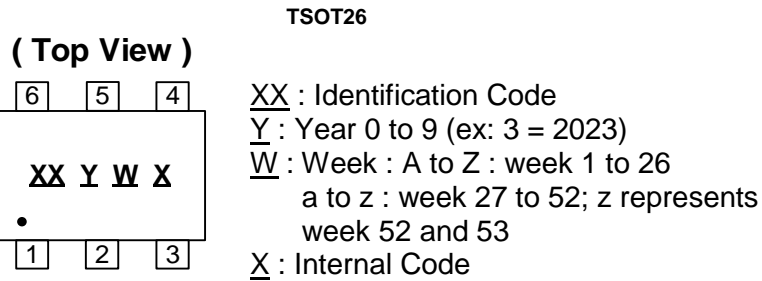 TSOT26
( Top View )
6 5 4
XX Y W X
1 2 3
XX : Identification Code
Y : Year 0 to 9 (ex: 3 = 2023)
W : Week : A to Z : week 1 to 26
a to z : week 27 to 52; z represents
week 52 and 53
X : Internal Code